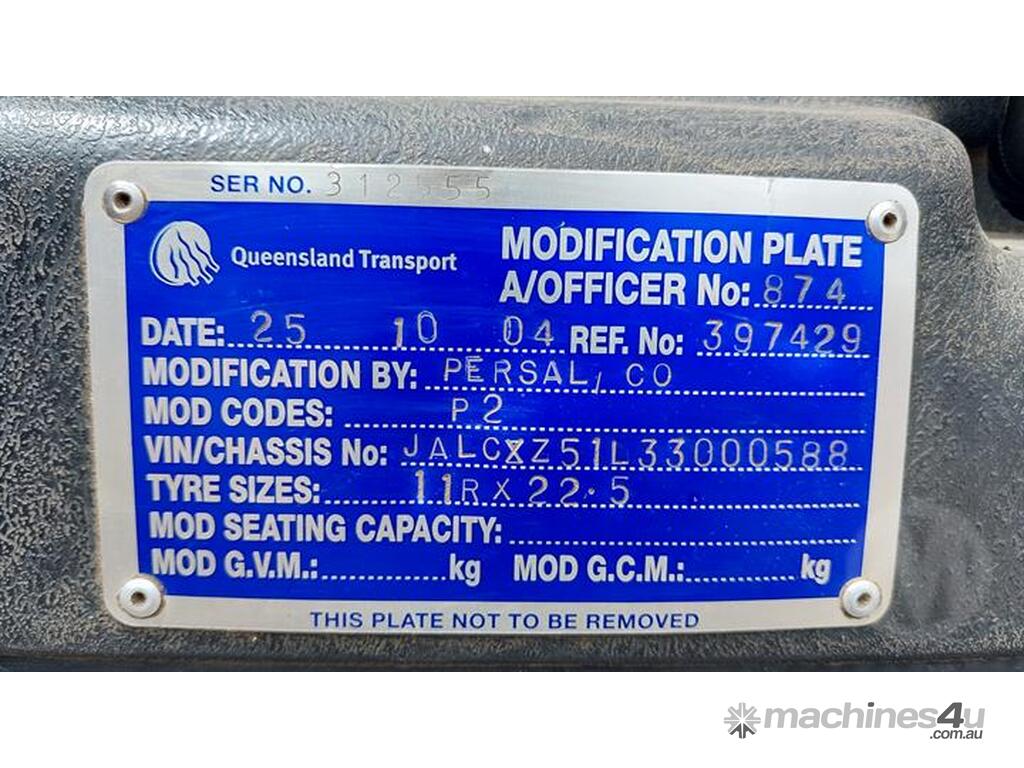 SER NO. 312555
Queensland Transport
MODIFICATION PLATE
A/OFFICER No: 874
DATE: 25 10 04 REF. No: 397429
MODIFICATION BY: PERSAL, CO
MOD CODES: P2
VIN/CHASSIS No: JALCXZ51L33000588
TYRE SIZES: 11R X 22.5
MOD SEATING CAPACITY:
MOD G.V.M.: kg MOD G.C.M.: kg
THIS PLATE NOT TO BE REMOVED
machines4u
.com.au